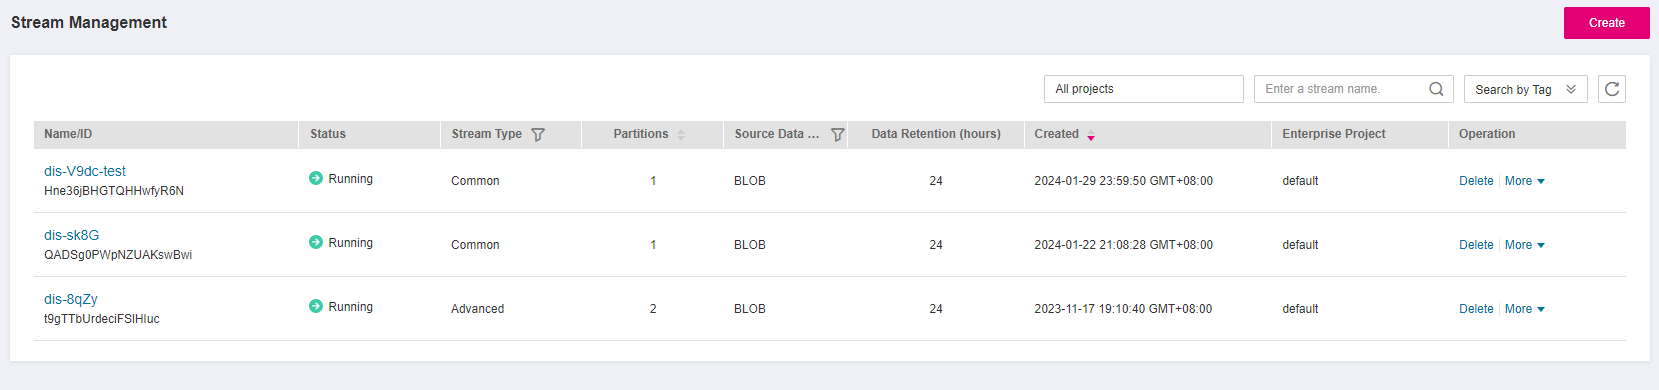 Stream Management
Create
All projects
Enter a stream name.
Search by Tag
Name/ID Status Stream Type Partitions Source Data ... Data Retention (hours) Created Enterprise Project Operation
dis-V9dc-test
Hne36jBHGTQHHwfyR6N
Running Common 1 BLOB 24 2024-01-29 23:59:50 GMT+08:00 default Delete More
dis-sk8G
QADSg0PWpNZUAKswBwi
Running Common 1 BLOB 24 2024-01-22 21:08:28 GMT+08:00 default Delete More
dis-8qZy
t9gTTbUrdeciFSIHluc
Running Advanced 2 BLOB 24 2023-11-17 19:10:40 GMT+08:00 default Delete More